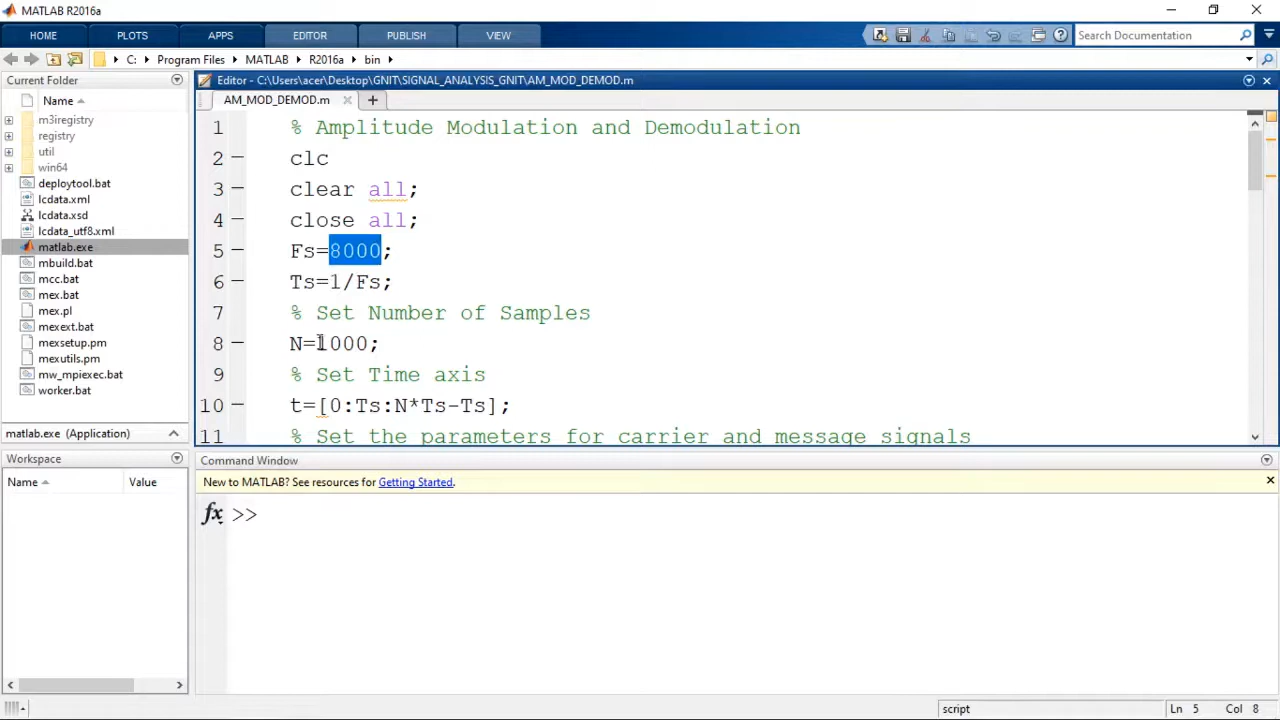 MATLAB R2016a
HOME PLOTS APPS EDITOR PUBLISH VIEW Search Documentation
C: Program Files MATLAB R2016a bin
Current Folder
Name
m3iregistry
registry
util
win64
deploytool.bat
lcdata.xml
lcdata.xsd
lcdata_utf8.xml
matlab.exe
mbuild.bat
mcc.bat
mex.bat
mex.pl
mexext.bat
mexsetup.pm
mexutils.pm
mw_mpiexec.bat
worker.bat
matlab.exe (Application)
Workspace
Name Value
Editor - C:\Users\acer\Desktop\GNIT\SIGNAL_ANALYSIS_GNIT\AM_MOD_DEMOD.m
AM_MOD_DEMOD.m
1 % Amplitude Modulation and Demodulation
2 – clc
3 – clear all;
4 – close all;
5 – Fs=8000;
6 – Ts=1/Fs;
7 % Set Number of Samples
8 – N=1000;
9 % Set Time axis
10 – t=[0:Ts:N*Ts-Ts];
11 % Set the parameters for carrier and message signals
Command Window
New to MATLAB? See resources for Getting Started.
fx >>
script Ln 5 Col 8